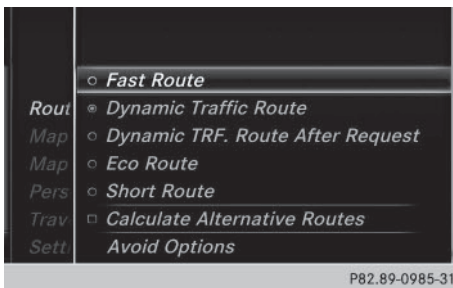 Fast Route
Rout Dynamic Traffic Route
Map Dynamic TRF. Route After Request
Map Eco Route
Pers Short Route
Trav Calculate Alternative Routes
Sett Avoid Options
P82.89-0985-31